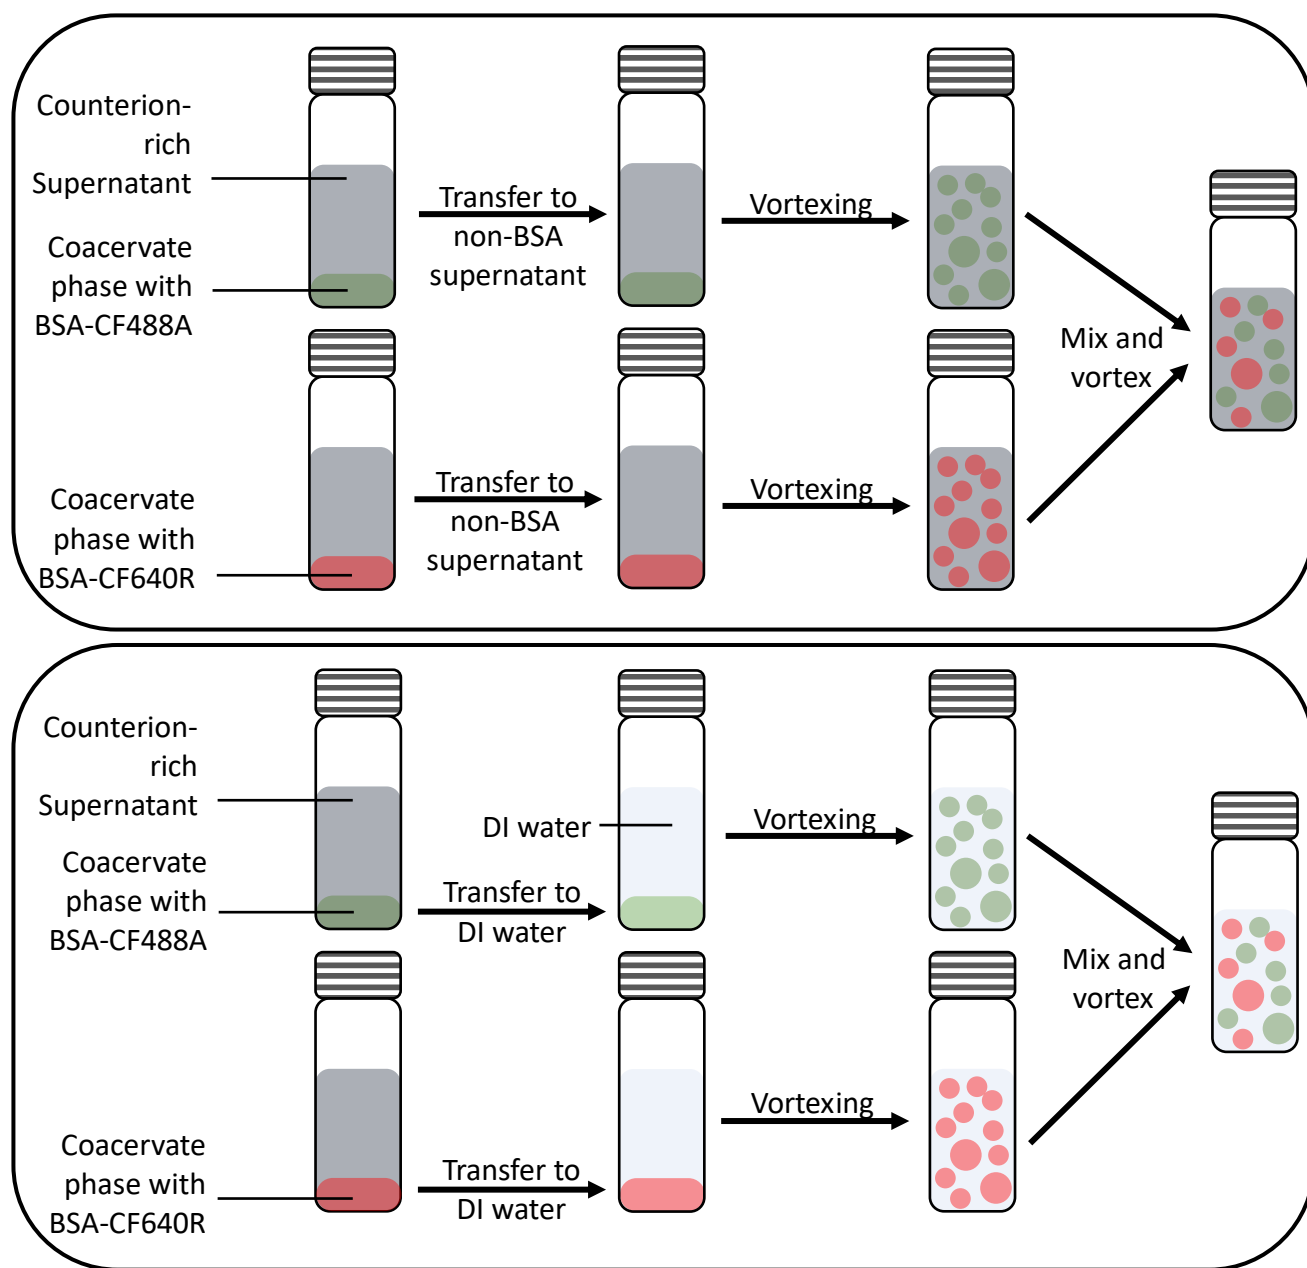 Counterion-
rich
Supernatant
Coacervate
phase with
BSA-CF488A
Transfer to
non-BSA
supernatant
Vortexing
Mix and
vortex
Coacervate
phase with
BSA-CF640R
Transfer to
non-BSA
supernatant
Vortexing
Counterion-
rich
Supernatant
Coacervate
phase with
BSA-CF488A
DI water
Transfer to
DI water
Vortexing
Mix and
vortex
Coacervate
phase with
BSA-CF640R
Transfer to
DI water
Vortexing